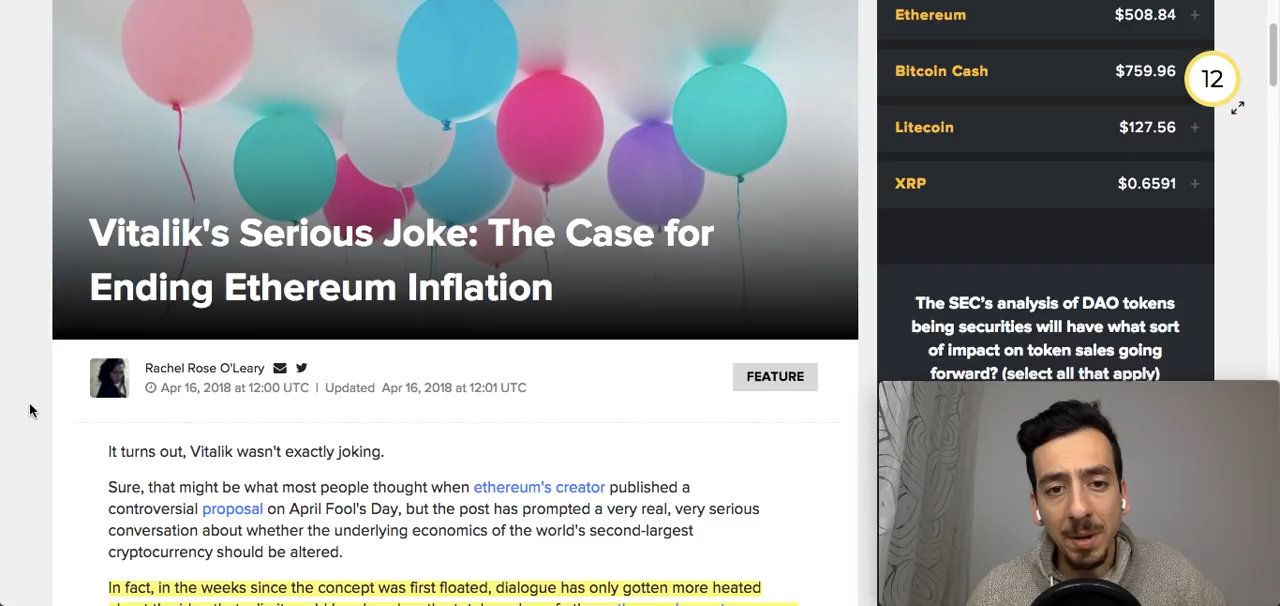 Vitalik's Serious Joke: The Case for
Ending Ethereum Inflation
Rachel Rose O'Leary
Apr 16, 2018 at 12:00 UTC | Updated Apr 16, 2018 at 12:01 UTC
FEATURE
It turns out, Vitalik wasn't exactly joking.
Sure, that might be what most people thought when ethereum's creator published a
controversial proposal on April Fool's Day, but the post has prompted a very real, very serious
conversation about whether the underlying economics of the world's second-largest
cryptocurrency should be altered.
In fact, in the weeks since the concept was first floated, dialogue has only gotten more heated
Ethereum $508.84 +
Bitcoin Cash $759.96
12
Litecoin $127.56 +
XRP $0.6591 +
The SEC's analysis of DAO tokens
being securities will have what sort
of impact on token sales going
forward? (select all that apply)